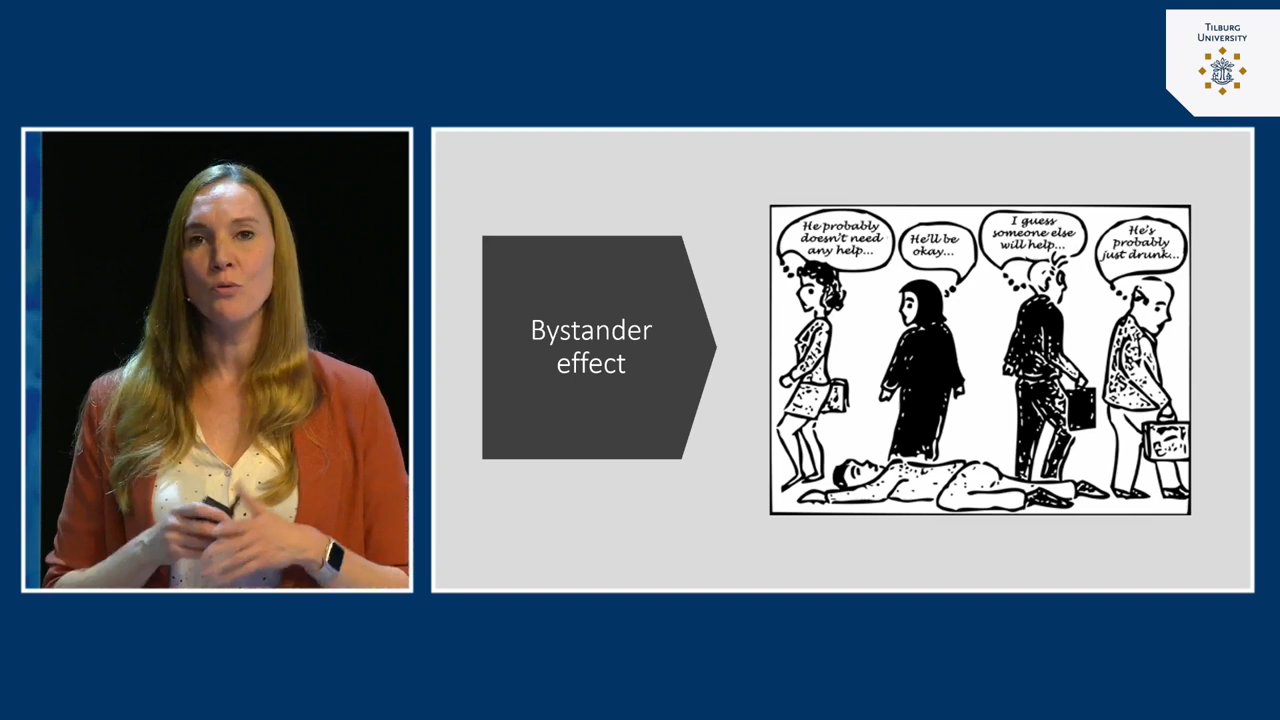 TILBURG
UNIVERSITY
Bystander
effect
He probably
doesn't need
any help...
He'll be
okay...
I guess
someone else
will help...
He's
probably
just drunk...